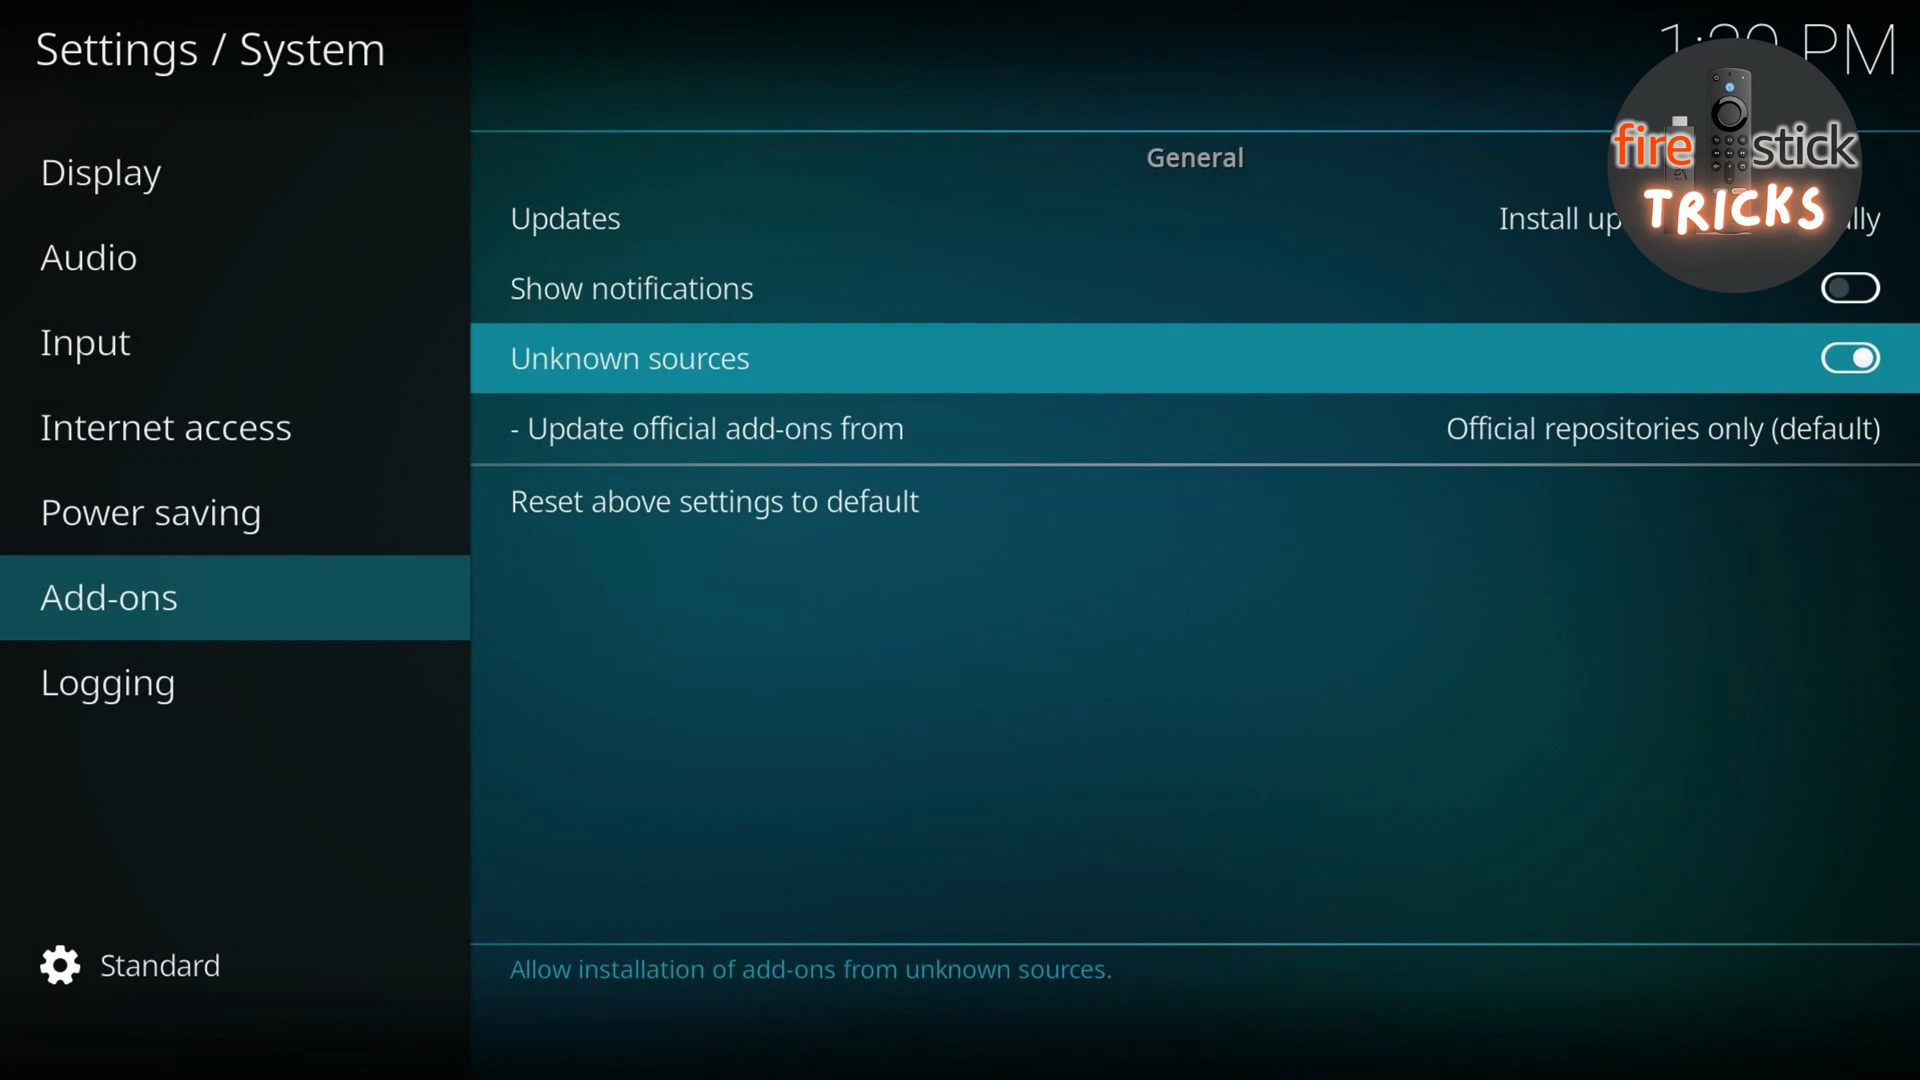 Settings / System
PM
Display
Audio
Input
Internet access
Power saving
Add-ons
Logging
Standard
General
Updates
Install
Show notifications
Unknown sources
- Update official add-ons from
Official repositories only (default)
Reset above settings to default
Allow installation of add-ons from unknown sources.
fire stick
TRICKS